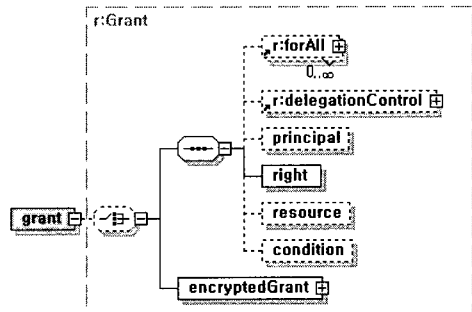 r:Grant
r:forAll
0..∞
r:delegationControl
principal
right
resource
condition
grant
encryptedGrant